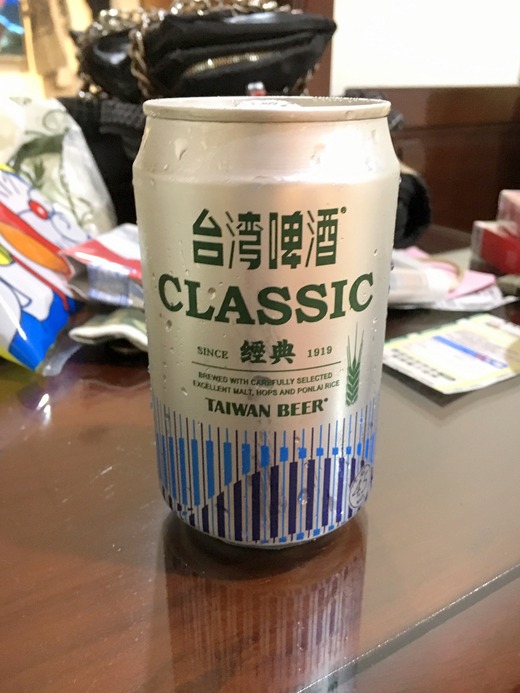 台湾啤酒
CLASSIC
SINCE 經典 1919
BREWED WITH CAREFULLY SELECTED
EXCELLENT MALT, HOPS AND PONLAI RICE
TAIWAN BEER